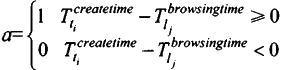 a={1 T_{t_i}^{createtime}-T_{l_j}^{browsingtime}⩾0
0 T_{t_i}^{createtime}-T_{l_j}^{browsingtime}<0